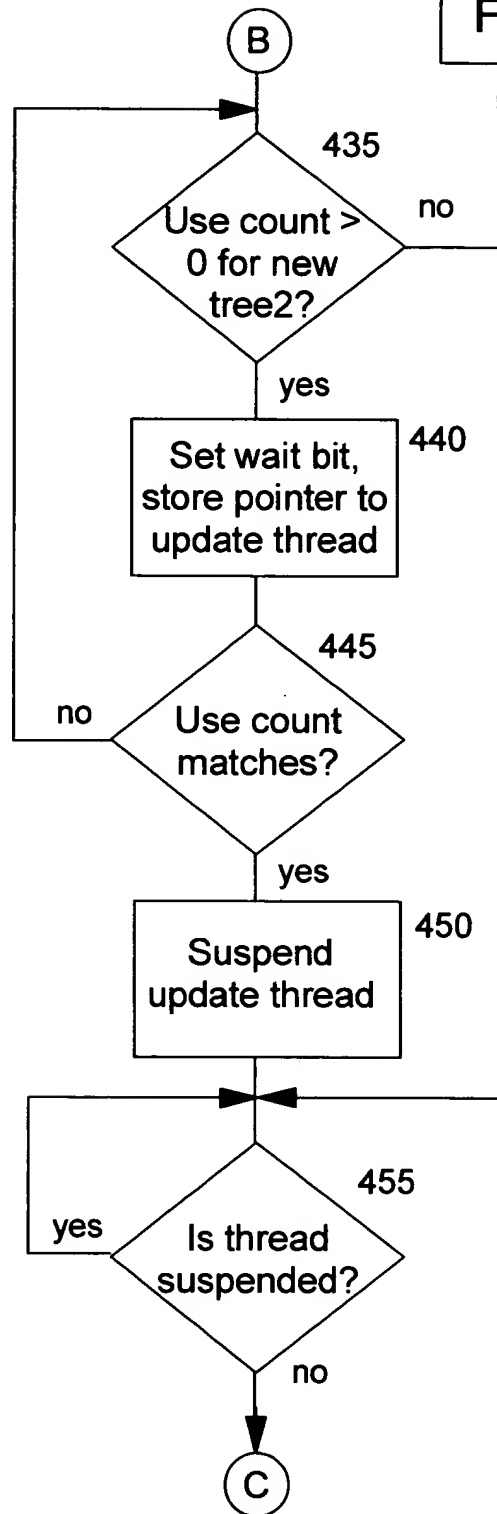 B
F
435
Use count >
0 for new
tree2?
no
yes
440
Set wait bit,
store pointer to
update thread
445
no
Use count
matches?
yes
450
Suspend
update thread
455
yes
Is thread
suspended?
no
C